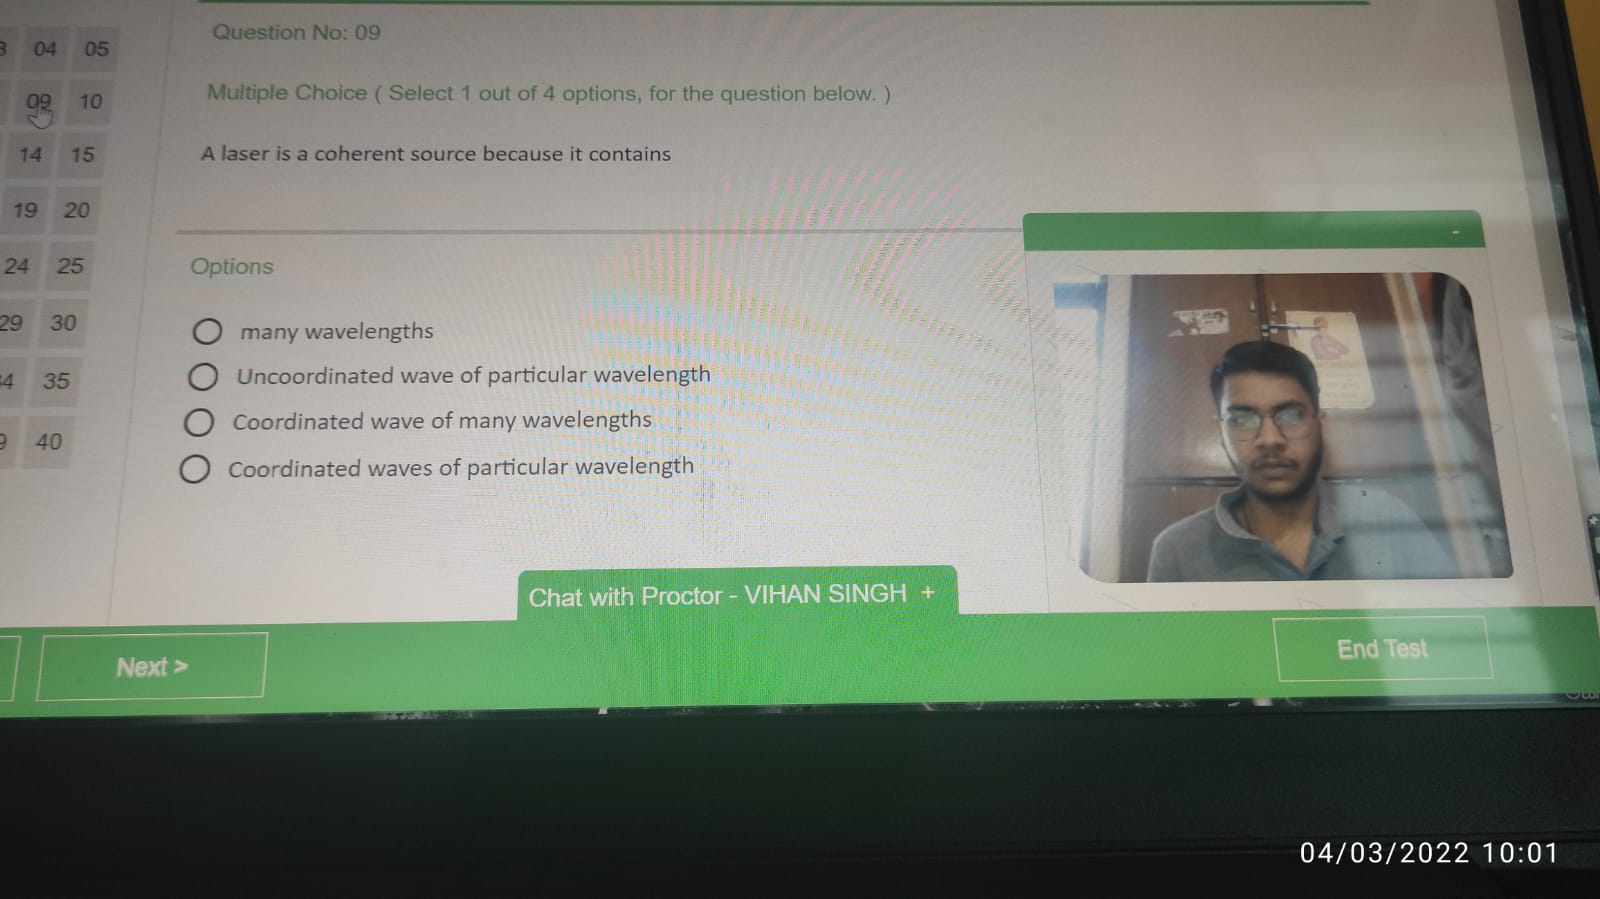 Question No: 09
04 05
Multiple Choice ( Select 1 out of 4 options, for the question below. )
09 10
A laser is a coherent source because it contains
14 15
19 20
Options
24 25
many wavelengths
29 30
Uncoordinated wave of particular wavelength
35
Coordinated wave of many wavelengths
40
Coordinated waves of particular wavelength
-
Chat with Proctor - VIHAN SINGH +
Next >
End Test
04/03/2022 10:01